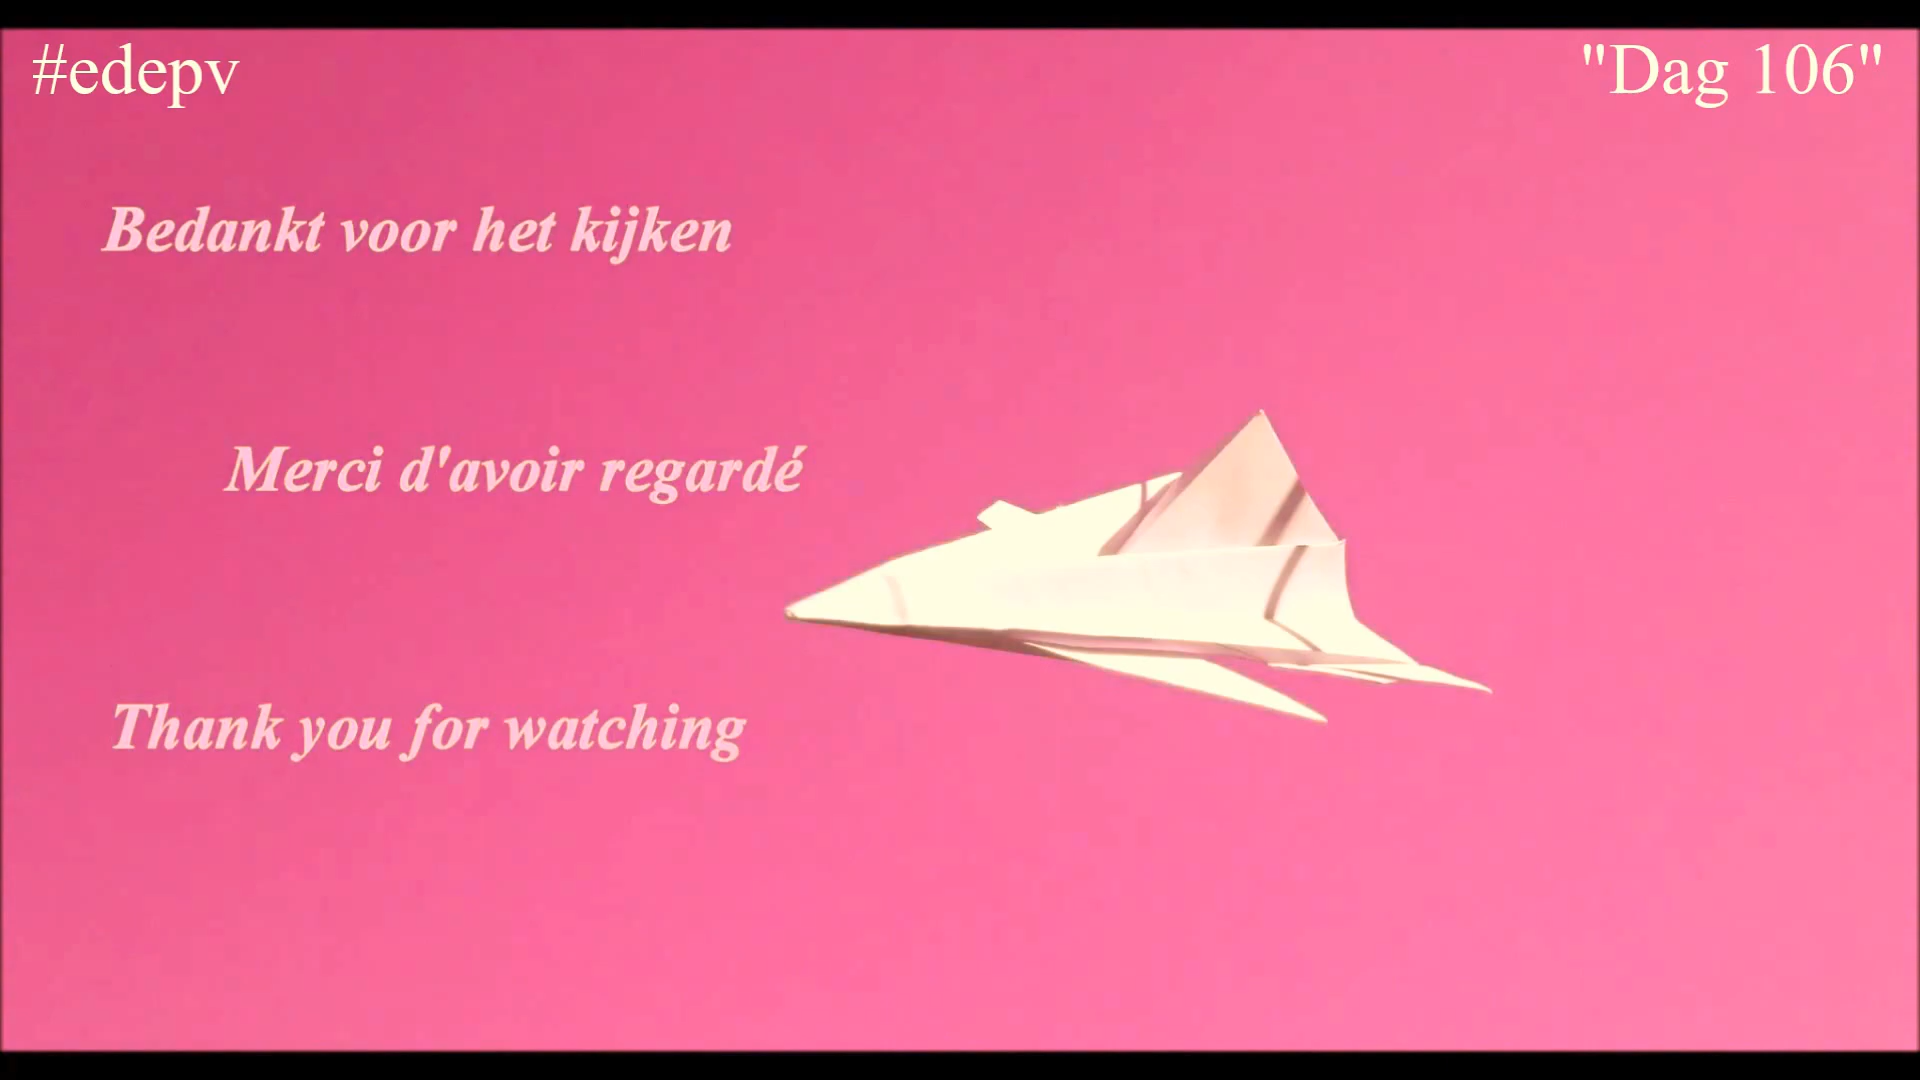 #edepv
"Dag 106"
Bedankt voor het kijken
Merci d'avoir regardé
Thank you for watching